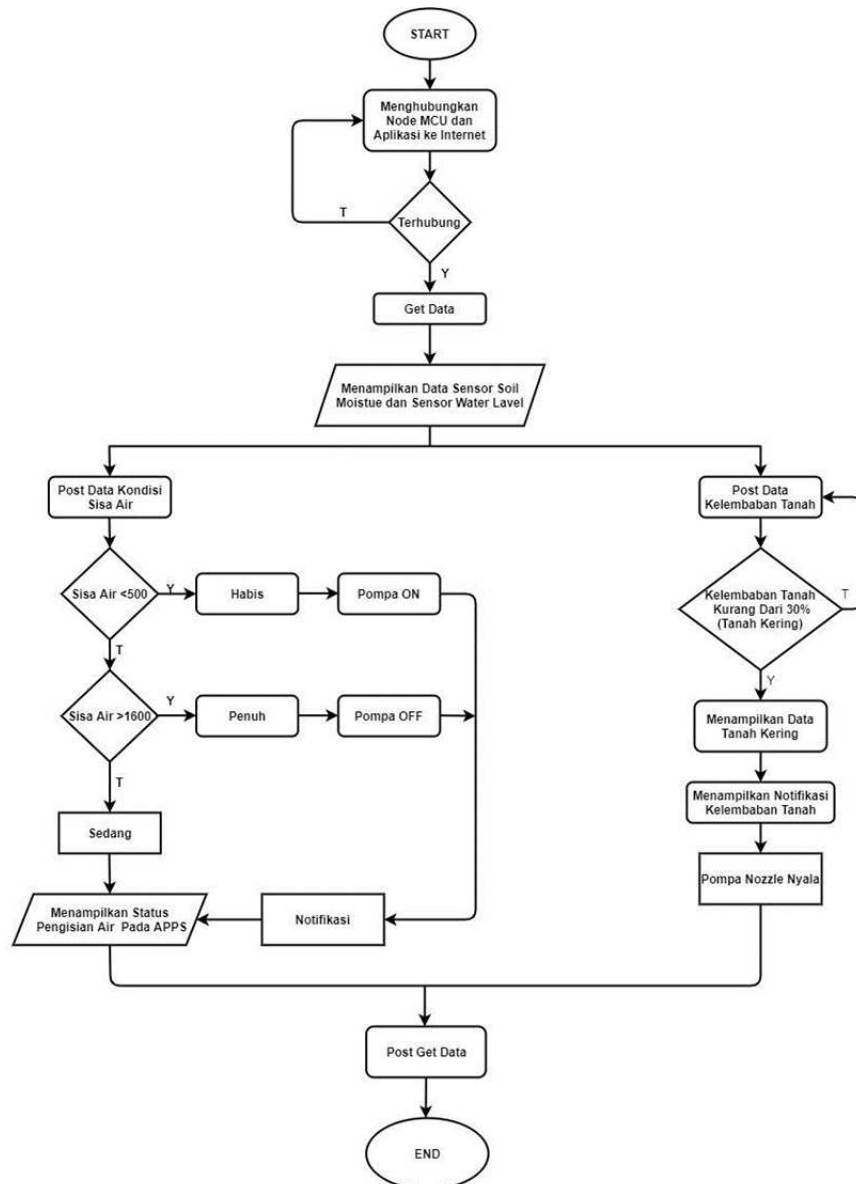 START
Menghubungkan
Node MCU dan
Aplikasi ke Internet
T
Terhubung
Y
Get Data
Menampilkan Data Sensor Soil
Moistue dan Sensor Water Lavel
Post Data Kondisi
Sisa Air
Sisa Air <500
Y
Habis
Pompa ON
T
Sisa Air >1600
Y
Penuh
Pompa OFF
T
Sedang
Menampilkan Status
Pengisian Air Pada APPS
Notifikasi
Post Data
Kelembaban Tanah
Kelembaban Tanah
Kurang Dari 30%
(Tanah Kering)
T
Y
Menampilkan Data
Tanah Kering
Menampilkan Notifikasi
Kelembaban Tanah
Pompa Nozzle Nyala
Post Get Data
END